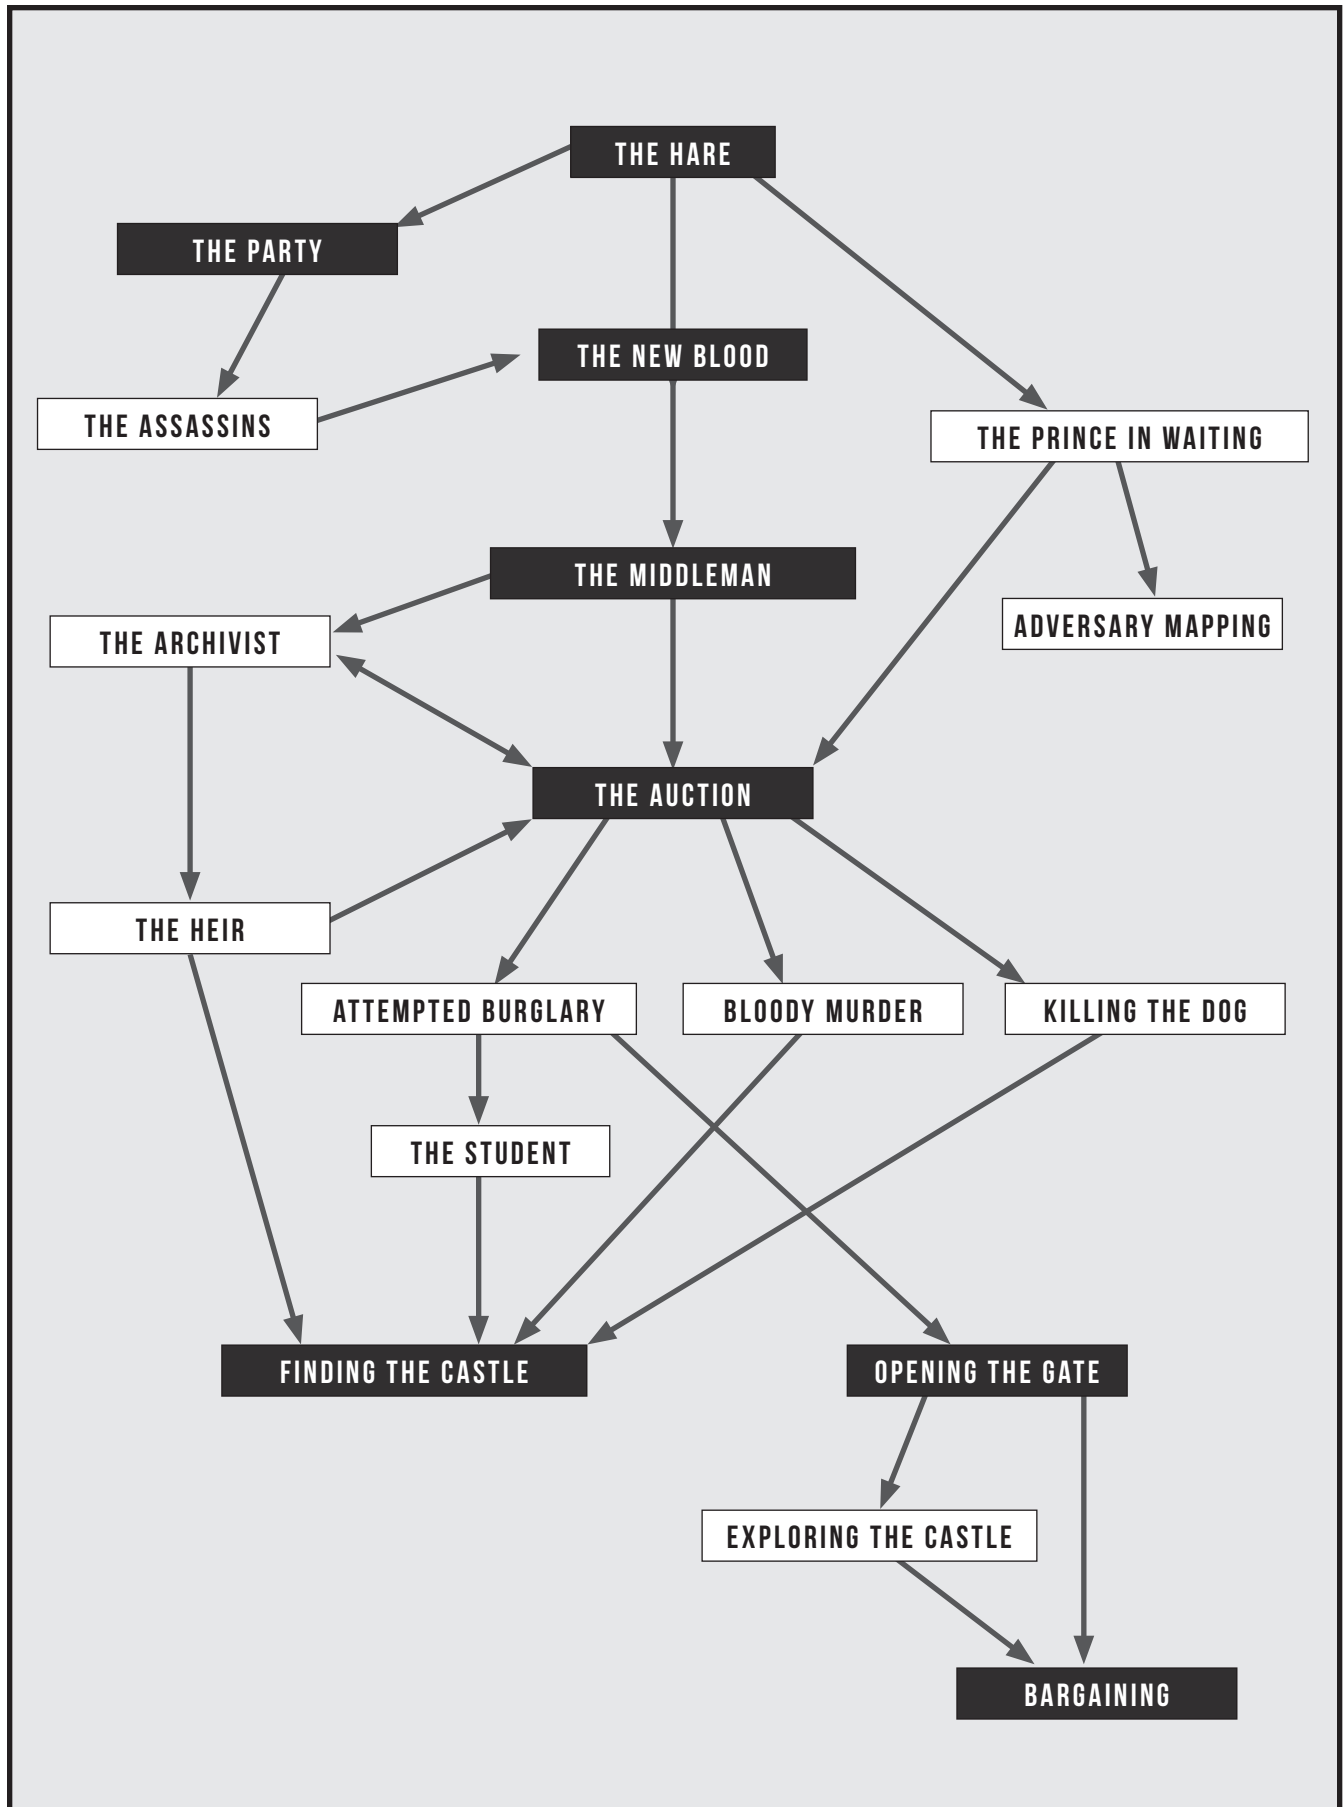 THE HARE
THE PARTY
THE NEW BLOOD
THE ASSASSINS
THE PRINCE IN WAITING
THE MIDDLEMAN
THE ARCHIVIST
ADVERSARY MAPPING
THE AUCTION
THE HEIR
ATTEMPTED BURGLARY
BLOODY MURDER
KILLING THE DOG
THE STUDENT
FINDING THE CASTLE
OPENING THE GATE
EXPLORING THE CASTLE
BARGAINING